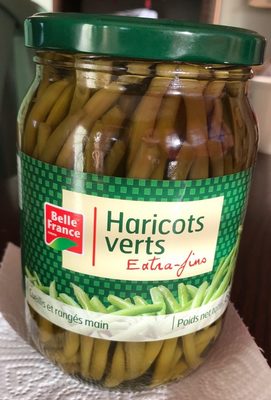 Belle
France
Haricots
verts
Extra-fins
et rangés main
Poids net